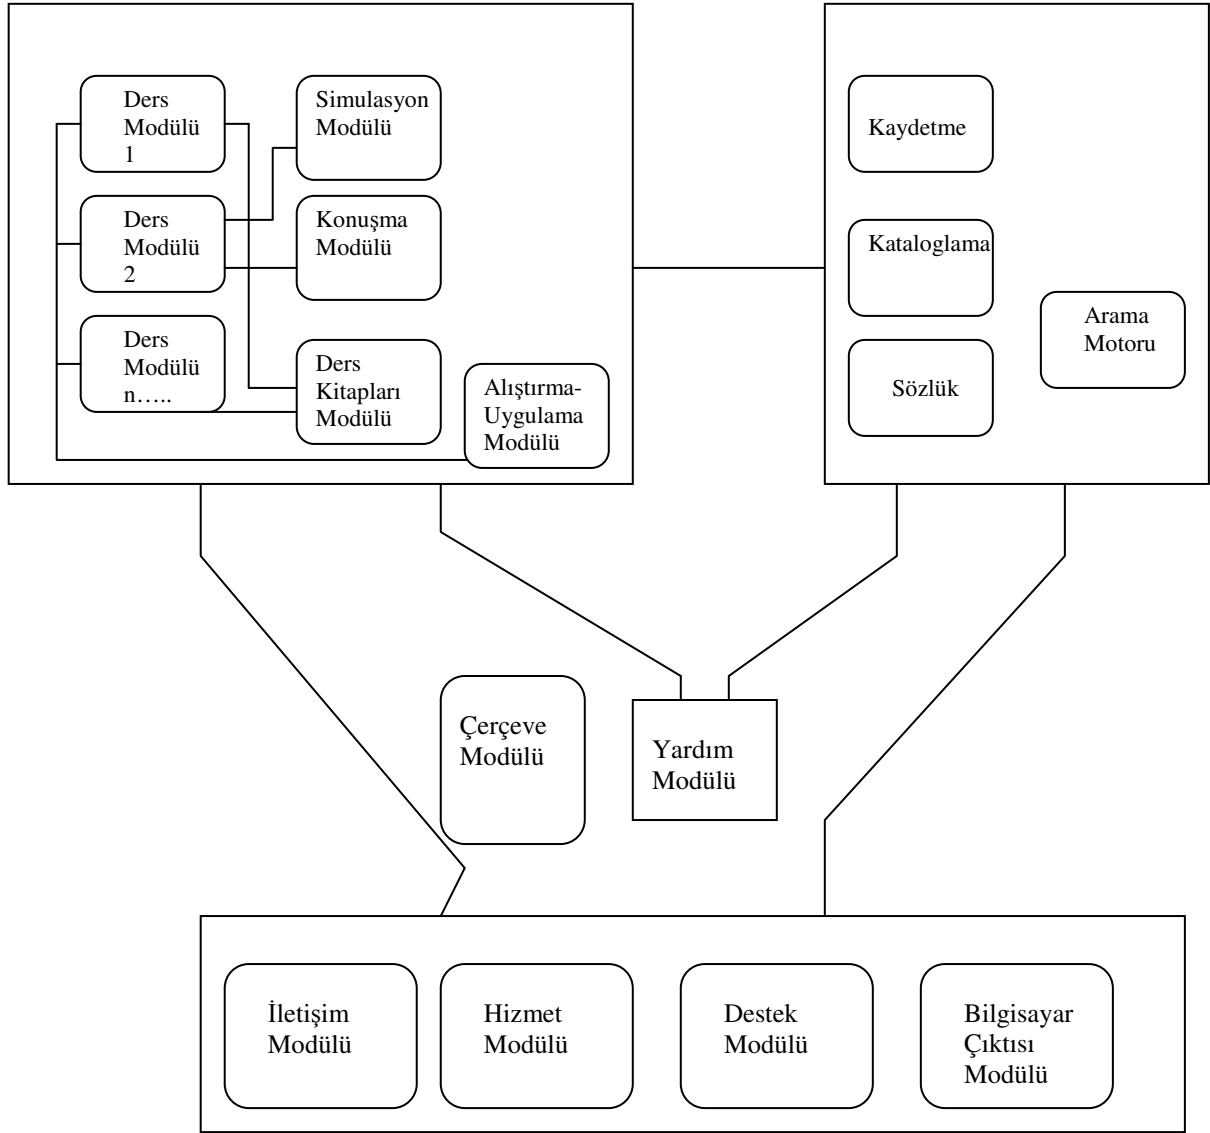 Ders
Modülü
1
Simulasyon
Modülü
Ders
Modülü
2
Konuşma
Modülü
Ders
Modülü
n…..
Ders
Kitapları
Modülü
Alıştırma-
Uygulama
Modülü
Kaydetme
Kataloglama
Sözlük
Arama
Motoru
Çerçeve
Modülü
Yardım
Modülü
İletişim
Modülü
Hizmet
Modülü
Destek
Modülü
Bilgisayar
Çıktısı
Modülü